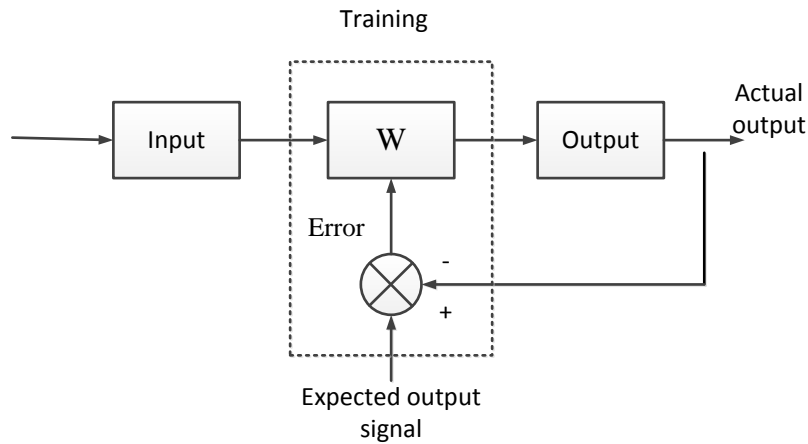 Training
Input
W
Output
Actual
output
Error
-
+
Expected output
signal